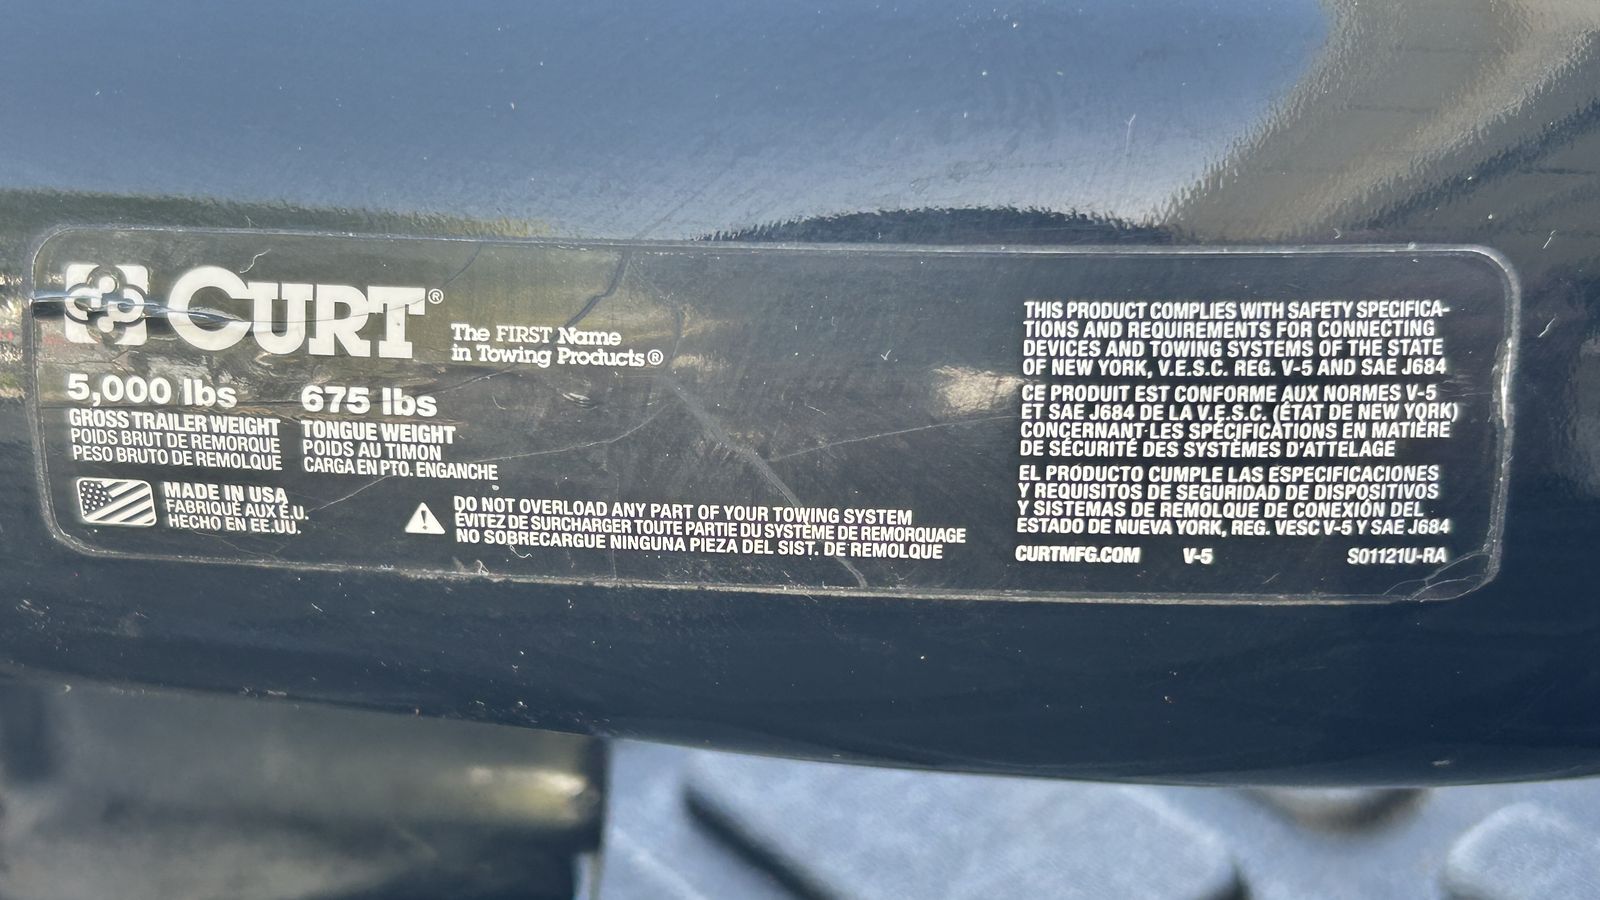 CURT®
The FIRST Name
in Towing Products®
5,000 lbs
GROSS TRAILER WEIGHT
POIDS BRUT DE REMORQUE
PESO BRUTO DE REMOLQUE
675 lbs
TONGUE WEIGHT
POIDS AU TIMON
CARGA EN PTO. ENGANCHE
MADE IN USA
FABRIQUÉ AUX É.U.
HECHO EN EE.UU.
DO NOT OVERLOAD ANY PART OF YOUR TOWING SYSTEM
ÉVITEZ DE SURCHARGER TOUTE PARTIE DU SYSTÈME DE REMORQUAGE
NO SOBRECARGUE NINGUNA PIEZA DEL SIST. DE REMOLQUE
THIS PRODUCT COMPLIES WITH SAFETY SPECIFICA-
TIONS AND REQUIREMENTS FOR CONNECTING
DEVICES AND TOWING SYSTEMS OF THE STATE
OF NEW YORK, V.E.S.C. REG. V-5 AND SAE J684
CE PRODUIT EST CONFORME AUX NORMES V-5
ET SAE J684 DE LA V.E.S.C. (ÉTAT DE NEW YORK)
CONCERNANT LES SPÉCIFICATIONS EN MATIÈRE
DE SÉCURITÉ DES SYSTÈMES D'ATTELAGE
EL PRODUCTO CUMPLE LAS ESPECIFICACIONES
Y REQUISITOS DE SEGURIDAD DE DISPOSITIVOS
Y SISTEMAS DE REMOLQUE DE CONEXIÓN DEL
ESTADO DE NUEVA YORK, REG. VESC V-5 Y SAE J684
CURTMFG.COM V-5 S01121U-RA